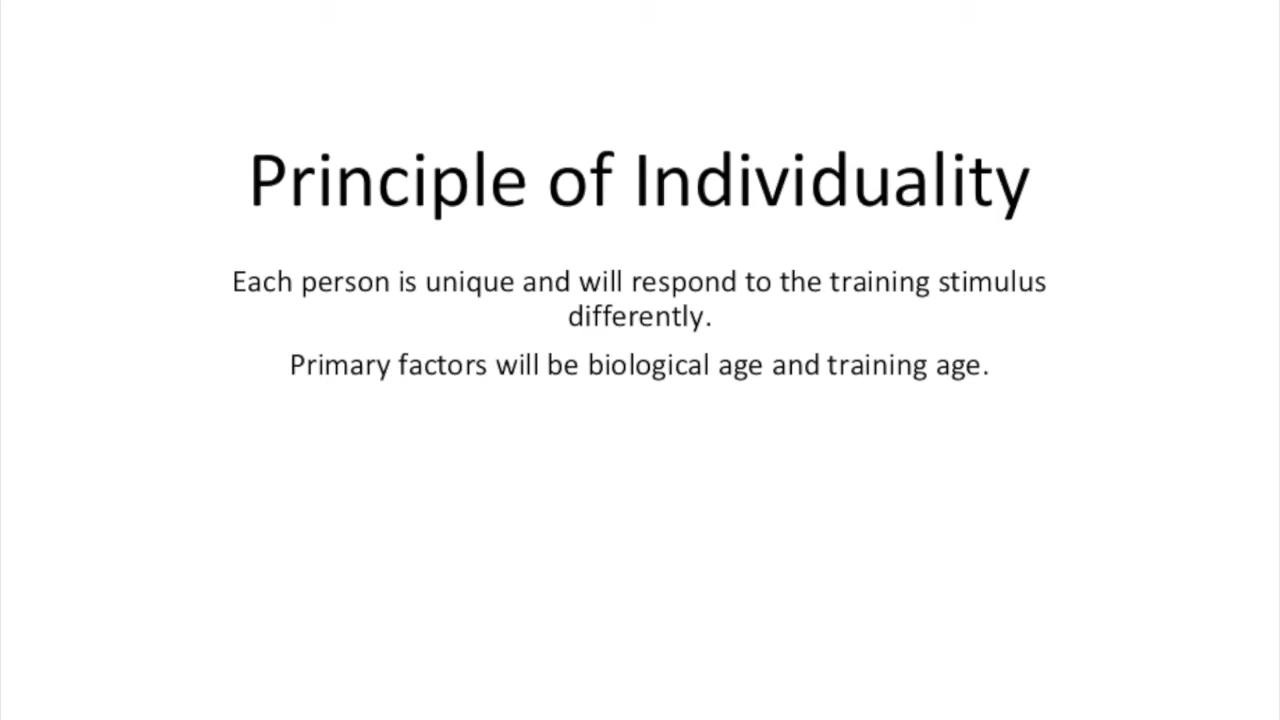 Principle of Individuality
Each person is unique and will respond to the training stimulus
differently.
Primary factors will be biological age and training age.